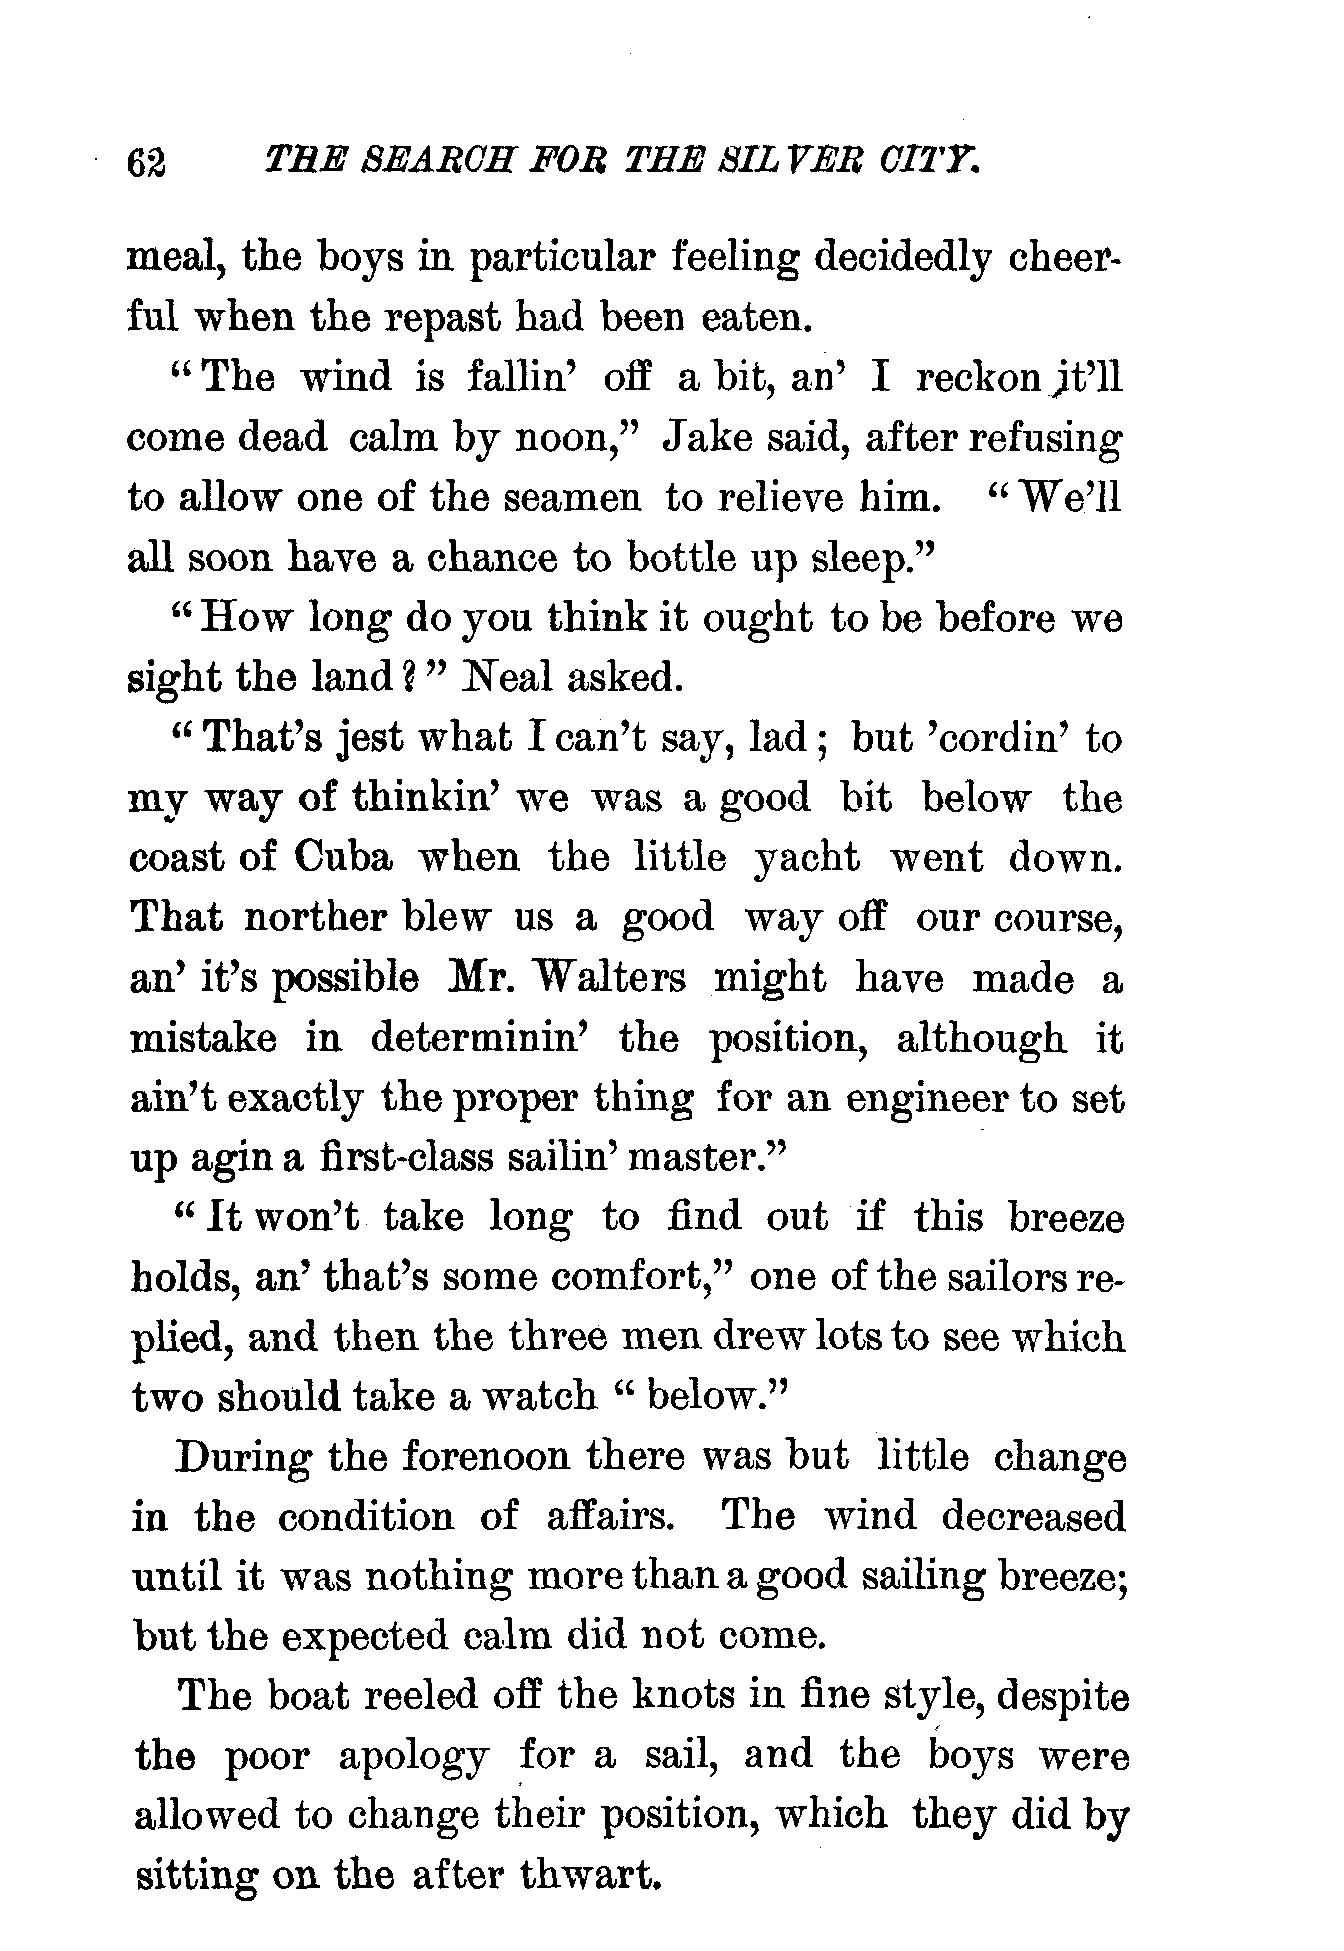 62 THE SEARCH FOR THE SILVER CITY.
meal, the boys in particular feeling decidedly cheer-
ful when the repast had been eaten.
“The wind is fallin’ off a bit, an’ I reckon it’ll
come dead calm by noon,” Jake said, after refusing
to allow one of the seamen to relieve him. “We’ll
all soon have a chance to bottle up sleep.”
“How long do you think it ought to be before we
sight the land?” Neal asked.
“That’s jest what I can’t say, lad; but ’cordin’ to
my way of thinkin’ we was a good bit below the
coast of Cuba when the little yacht went down.
That norther blew us a good way off our course,
an’ it’s possible Mr. Walters might have made a
mistake in determinin’ the position, although it
ain’t exactly the proper thing for an engineer to set
up agin a first-class sailin’ master.”
“It won’t take long to find out if this breeze
holds, an’ that’s some comfort,” one of the sailors re-
plied, and then the three men drew lots to see which
two should take a watch “below.”
During the forenoon there was but little change
in the condition of affairs. The wind decreased
until it was nothing more than a good sailing breeze;
but the expected calm did not come.
The boat reeled off the knots in fine style, despite
the poor apology for a sail, and the boys were
allowed to change their position, which they did by
sitting on the after thwart.